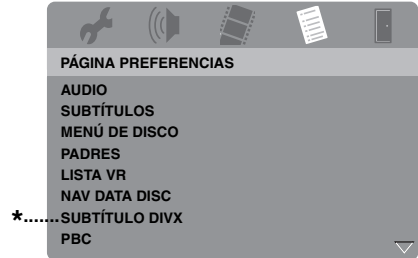 PÁGINA PREFERENCIAS
AUDIO
SUBTÍTULOS
MENÚ DE DISCO
PADRES
LISTA VR
NAV DATA DISC
*.......SUBTÍTULO DIVX
PBC